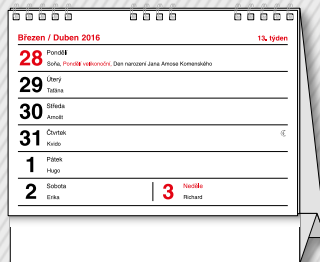 Březen / Duben 2016 13. týden
28 Pondělí
Soňa, Pondělí velikonoční, Den narození Jana Amose Komenského
29 Úterý
Taťána
30 Středa
Arnošt
31 Čtvrtek
Kvido
1 Pátek
Hugo
2 Sobota
Erika
3 Neděle
Richard